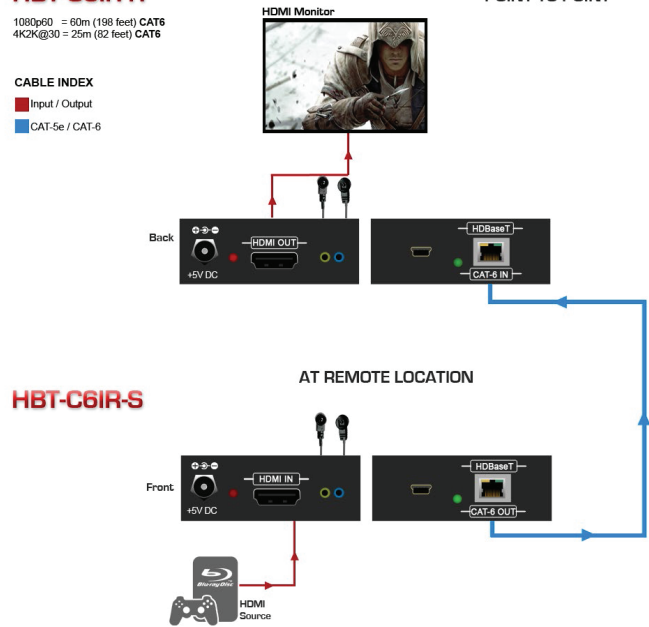 HDMI Monitor
1080p60 = 60m (198 feet) CAT6
4K2K@30 = 25m (82 feet) CAT6
CABLE INDEX
Input / Output
CAT-5e / CAT-6
Back
+5V DC
HDMI OUT
HDBaseT
CAT-6 IN
AT REMOTE LOCATION
HBT-C6IR-S
Front
+5V DC
HDMI IN
HDBaseT
CAT-6 OUT
Blu-ray Disc
HDMI
Source